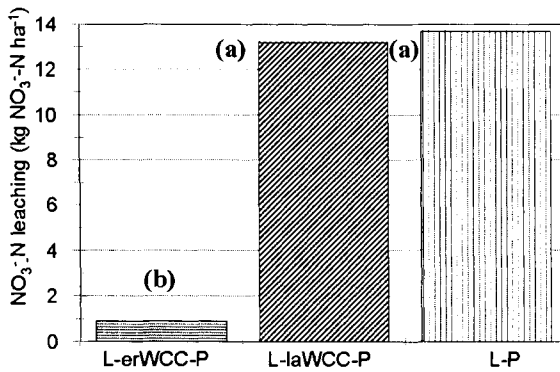 NO₃⁻-N leaching (kg NO₃⁻-N ha⁻¹)
14
12
10
8
6
4
2
0
(a)
(a)
(b)
L-erWCC-P
L-laWCC-P
L-P